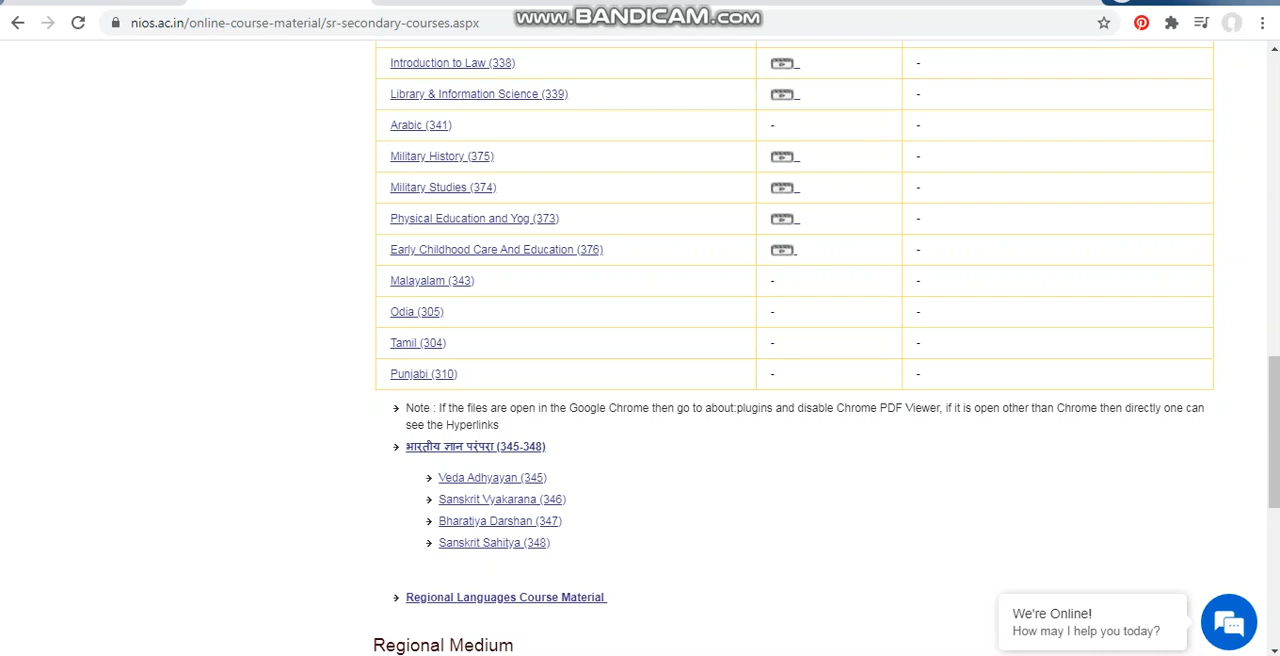 nios.ac.in/online-course-material/sr-secondary-courses.aspx
www.BANDICAM.com
Introduction to Law (338)
-
Library & Information Science (339)
-
Arabic (341)
-
-
Military History (375)
-
Military Studies (374)
-
Physical Education and Yog (373)
-
Early Childhood Care And Education (376)
-
Malayalam (343)
-
-
Odia (305)
-
-
Tamil (304)
-
-
Punjabi (310)
-
-
Note : If the files are open in the Google Chrome then go to about:plugins and disable Chrome PDF Viewer, if it is open other than Chrome then directly one can
see the Hyperlinks
भारतीय ज्ञान परंपरा (345-348)
Veda Adhyayan (345)
Sanskrit Vyakarana (346)
Bharatiya Darshan (347)
Sanskrit Sahitya (348)
Regional Languages Course Material
We're Online!
How may I help you today?
Regional Medium